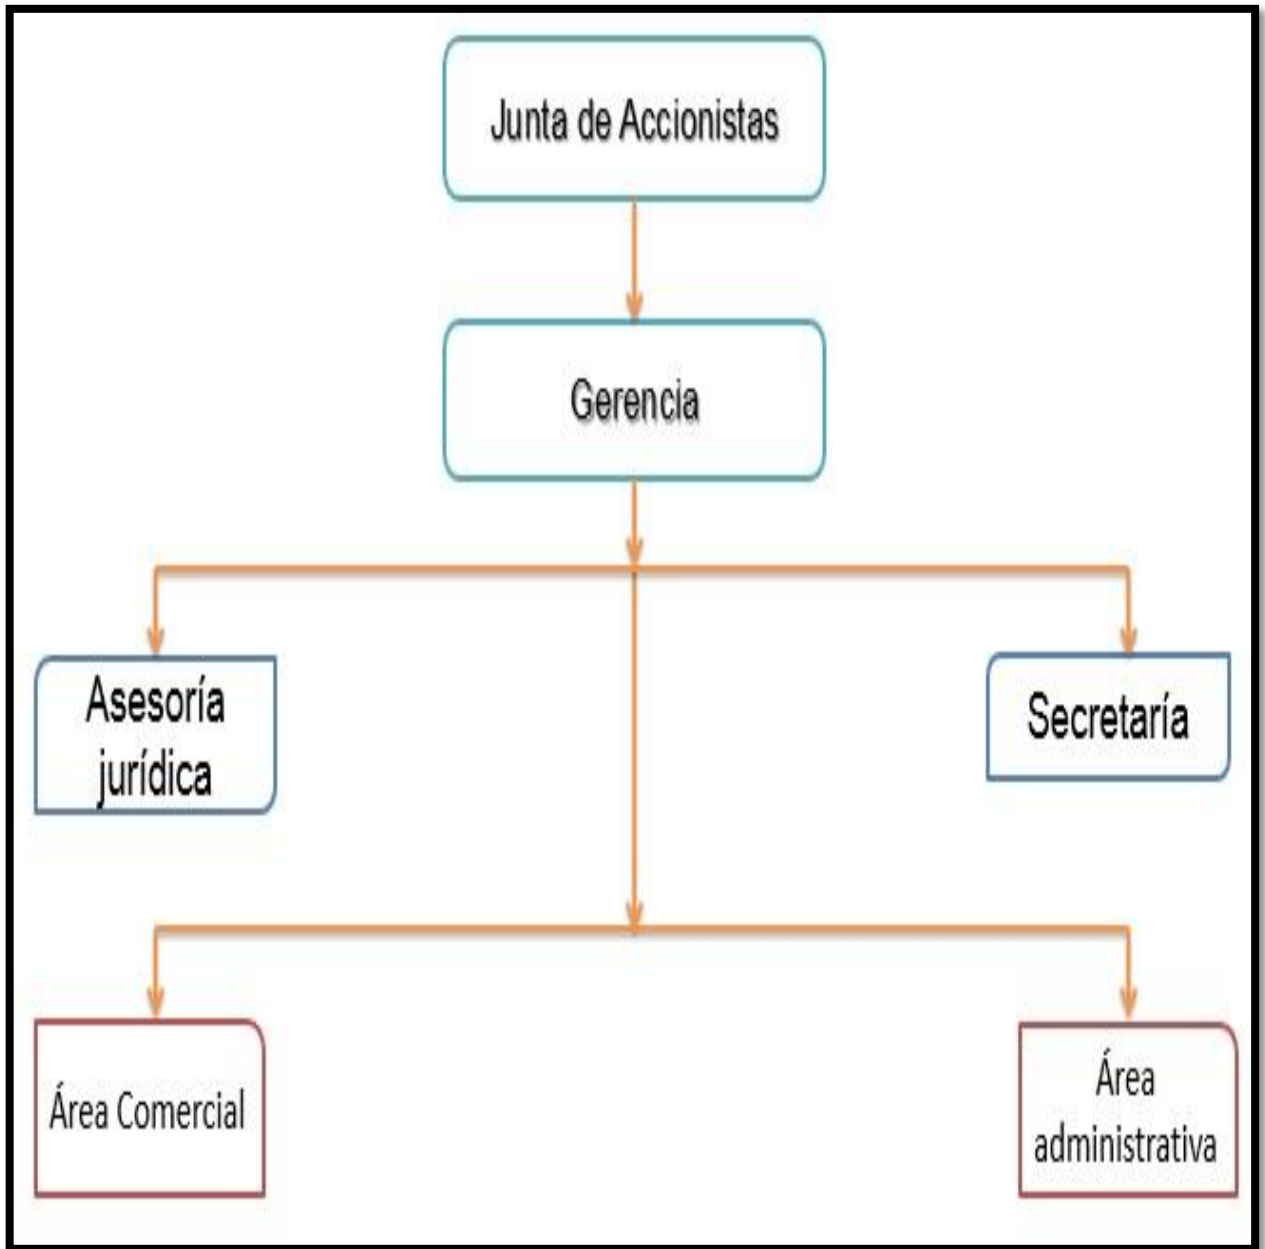 Junta de Accionistas
Gerencia
Asesoría
jurídica
Secretaría
Área Comercial
Área
administrativa